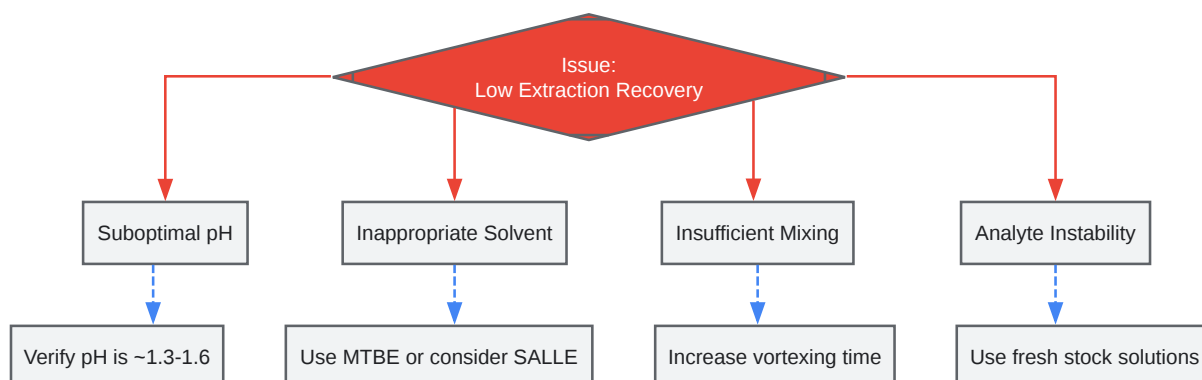 Issue:
Low Extraction Recovery
Suboptimal pH
Inappropriate Solvent
Insufficient Mixing
Analyte Instability
Verify pH is ~1.3-1.6
Use MTBE or consider SALLE
Increase vortexing time
Use fresh stock solutions